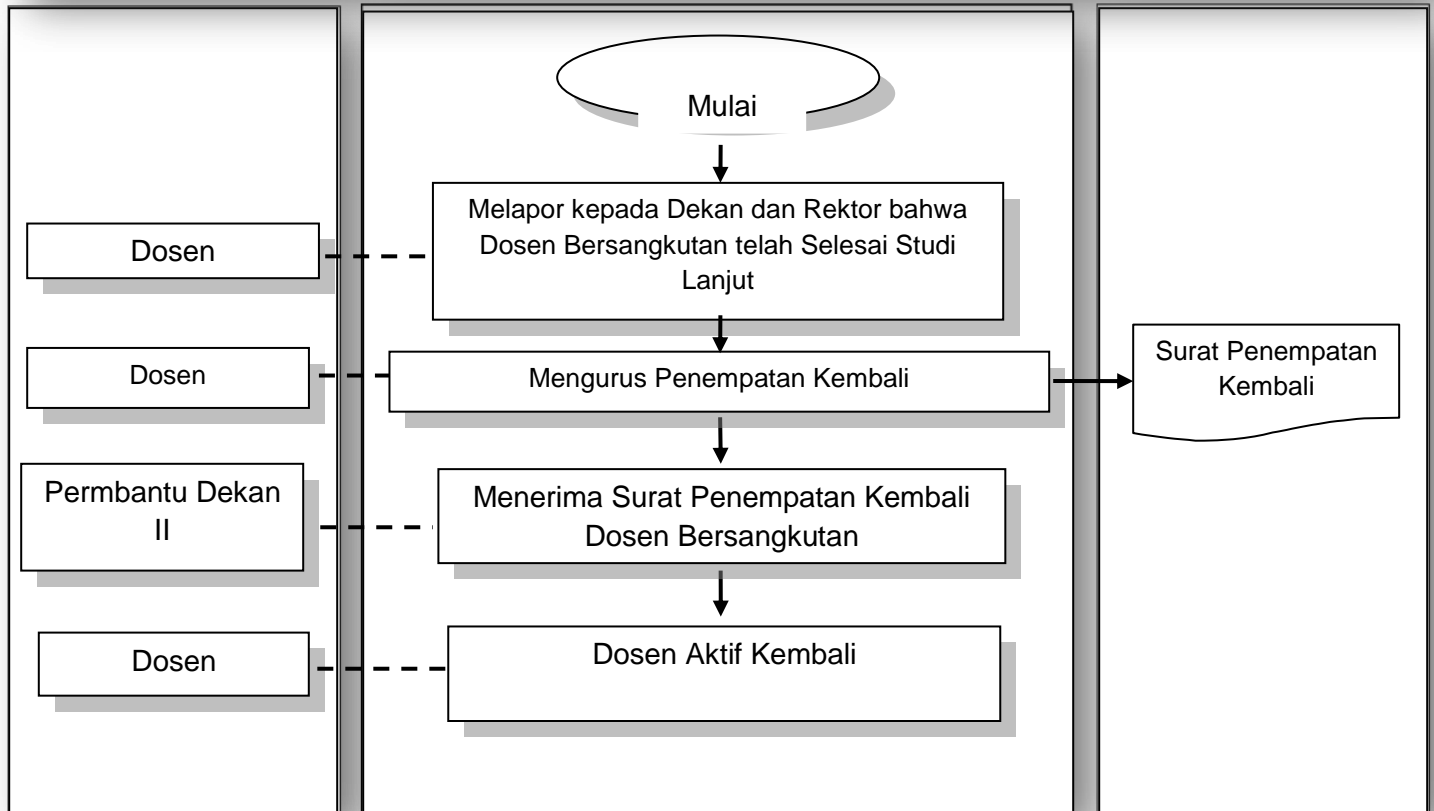 Mulai
Dosen
Melapor kepada Dekan dan Rektor bahwa
Dosen Bersangkutan telah Selesai Studi
Lanjut
Dosen
Mengurus Penempatan Kembali
Surat Penempatan
Kembali
Permbantu Dekan
II
Menerima Surat Penempatan Kembali
Dosen Bersangkutan
Dosen
Dosen Aktif Kembali